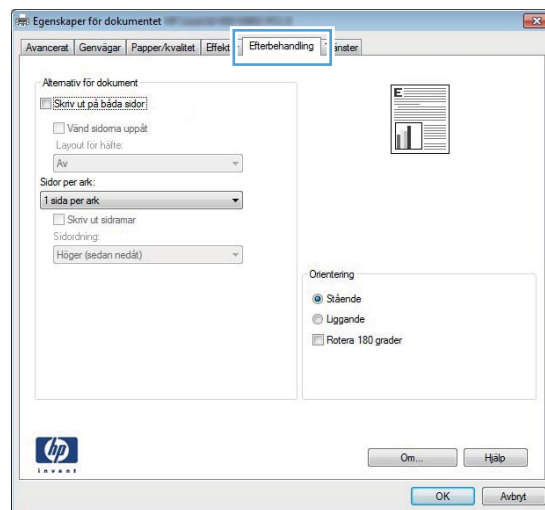 Egenskaper för dokumentet
Avancerat Genvägar Papper/kvalitet Effekt Efterbehandling änster
Alternativ för dokument
Skriv ut på båda sidor
Vänd sidorna uppåt
Layout för häfte:
Av
Sidor per ark:
1 sida per ark
Skriv ut sidramar
Sidordning:
Höger (sedan nedåt)
E
Orientering
Stående
Liggande
Rotera 180 grader
hp
invent
Om... Hjälp
OK Avbryt